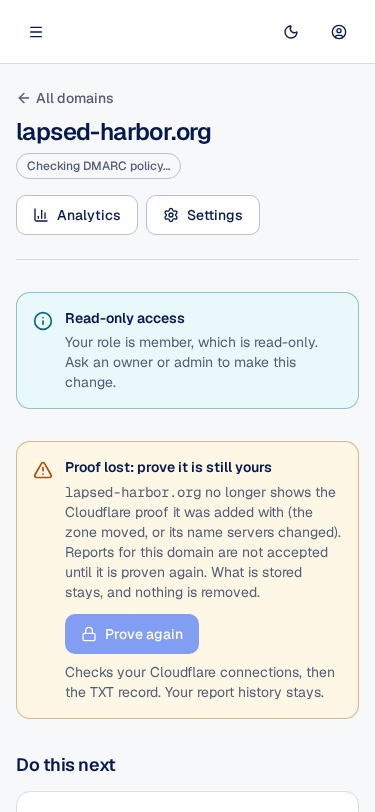 All domains
lapsed-harbor.org
Checking DMARC policy…
Analytics
Settings
Read-only access
Your role is member, which is read-only.
Ask an owner or admin to make this
change.
Proof lost: prove it is still yours
lapsed-harbor.org no longer shows the
Cloudflare proof it was added with (the
zone moved, or its name servers changed).
Reports for this domain are not accepted
until it is proven again. What is stored
stays, and nothing is removed.
Prove again
Checks your Cloudflare connections, then
the TXT record. Your report history stays.
Do this next